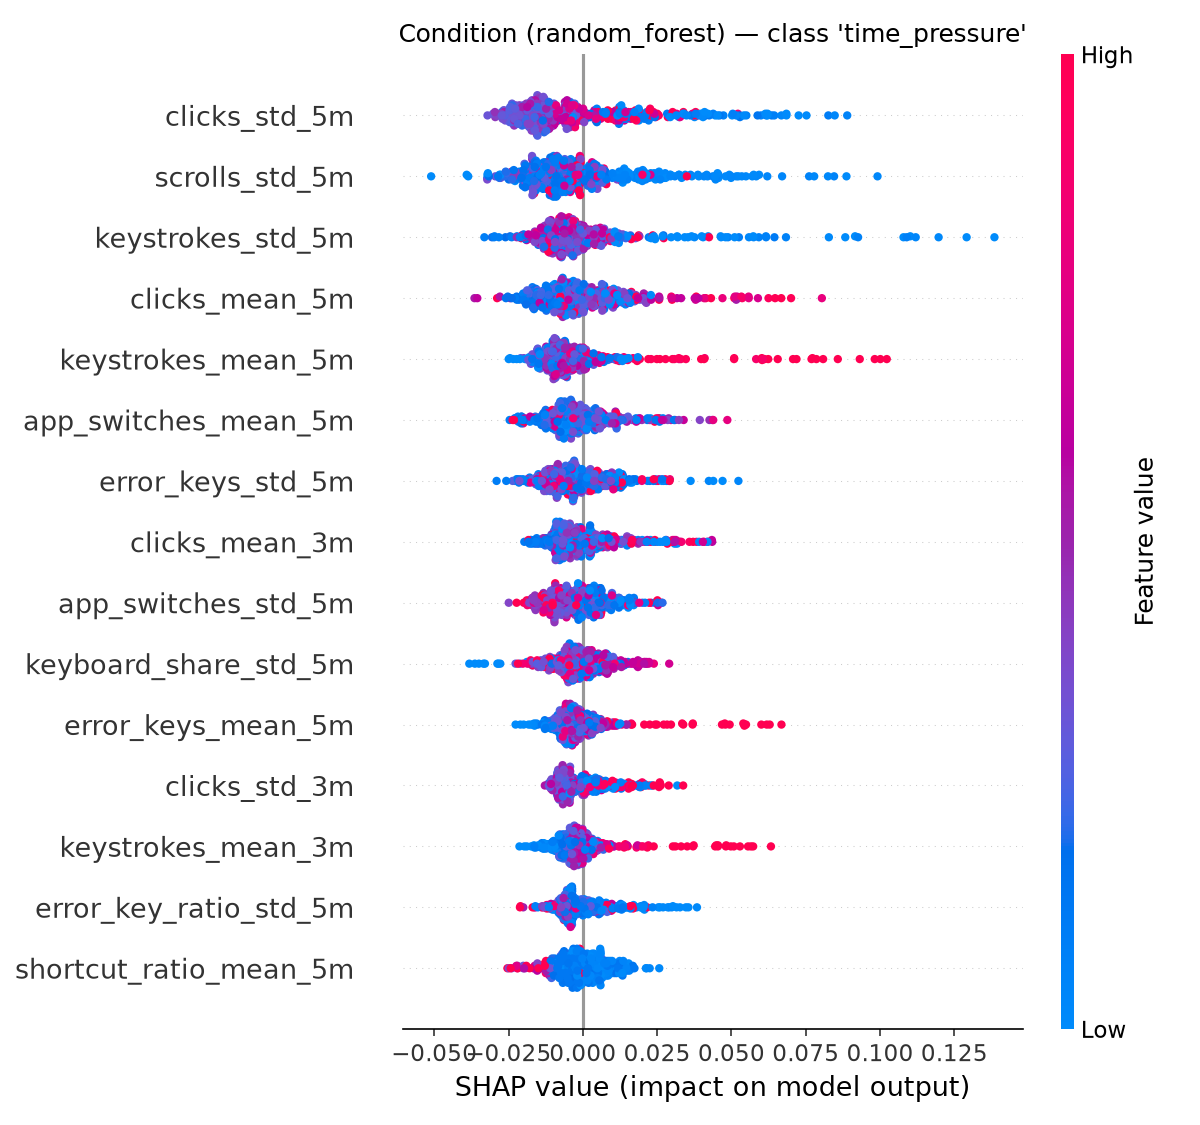 Condition (random_forest) — class 'time_pressure'
High
clicks_std_5m
scrolls_std_5m
keystrokes_std_5m
clicks_mean_5m
keystrokes_mean_5m
app_switches_mean_5m
error_keys_std_5m
clicks_mean_3m
app_switches_std_5m
keyboard_share_std_5m
error_keys_mean_5m
clicks_std_3m
keystrokes_mean_3m
error_key_ratio_std_5m
shortcut_ratio_mean_5m
Feature value
Low
−0.050 −0.025 0.000 0.025 0.050 0.075 0.100 0.125
SHAP value (impact on model output)